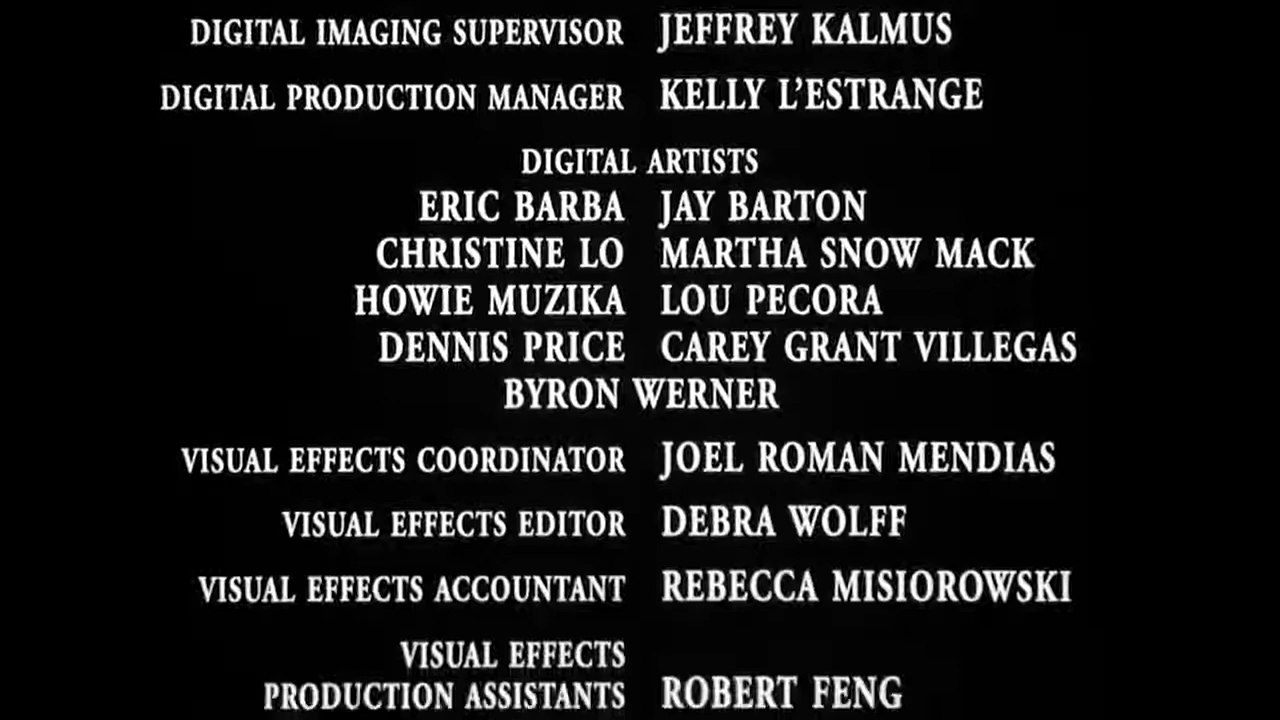 DIGITAL IMAGING SUPERVISOR JEFFREY KALMUS
DIGITAL PRODUCTION MANAGER KELLY L'ESTRANGE
DIGITAL ARTISTS
ERIC BARBA JAY BARTON
CHRISTINE LO MARTHA SNOW MACK
HOWIE MUZIKA LOU PECORA
DENNIS PRICE CAREY GRANT VILLEGAS
BYRON WERNER
VISUAL EFFECTS COORDINATOR JOEL ROMAN MENDIAS
VISUAL EFFECTS EDITOR DEBRA WOLFF
VISUAL EFFECTS ACCOUNTANT REBECCA MISIOROWSKI
VISUAL EFFECTS
PRODUCTION ASSISTANTS ROBERT FENG